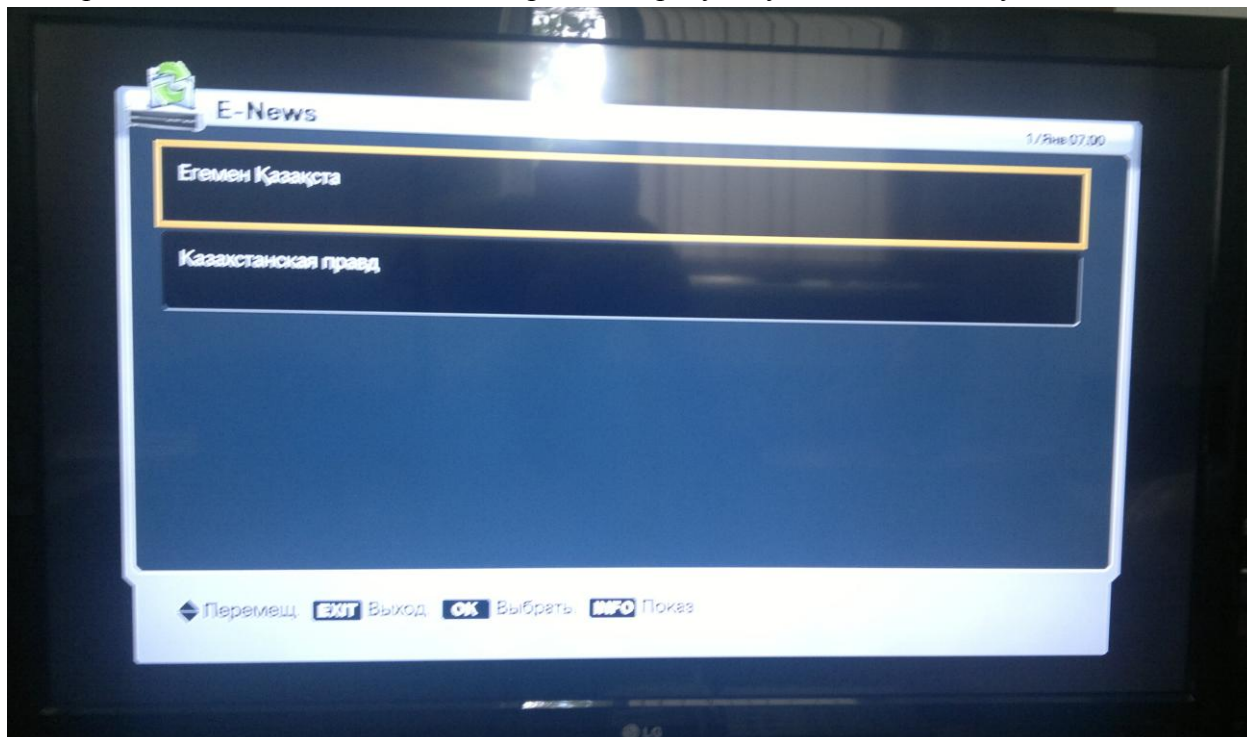 E-News
1/Янв 07:00
Егемен Қазақста
Казахстанская правд
Перемещ. EXIT Выход OK Выбрать INFO Показ
LG